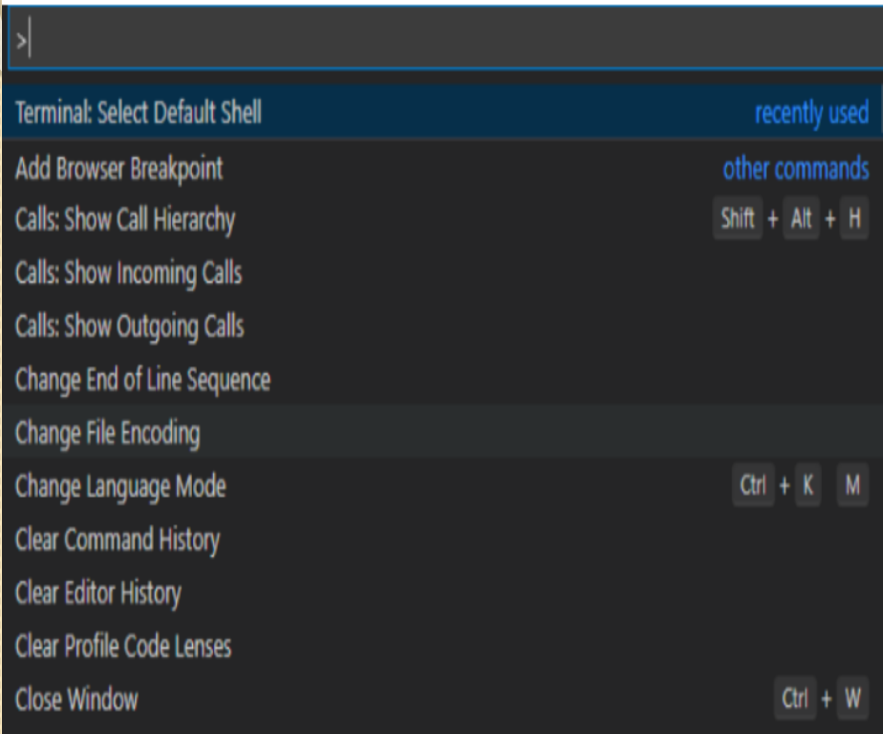 >
Terminal: Select Default Shell recently used
Add Browser Breakpoint other commands
Calls: Show Call Hierarchy Shift + Alt + H
Calls: Show Incoming Calls
Calls: Show Outgoing Calls
Change End of Line Sequence
Change File Encoding
Change Language Mode Ctrl + K M
Clear Command History
Clear Editor History
Clear Profile Code Lenses
Close Window Ctrl + W